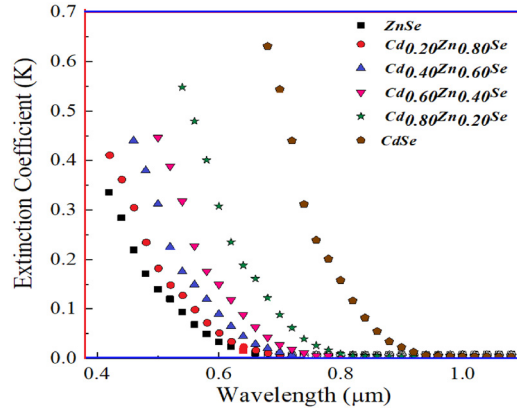 0.7
0.6
0.5
0.4
0.3
0.2
0.1
0.0
Extinction Coefficient (K)
ZnSe
Cd0.20Zn0.80Se
Cd0.40Zn0.60Se
Cd0.60Zn0.40Se
Cd0.80Zn0.20Se
CdSe
0.4 0.6 0.8 1.0
Wavelength (μm)